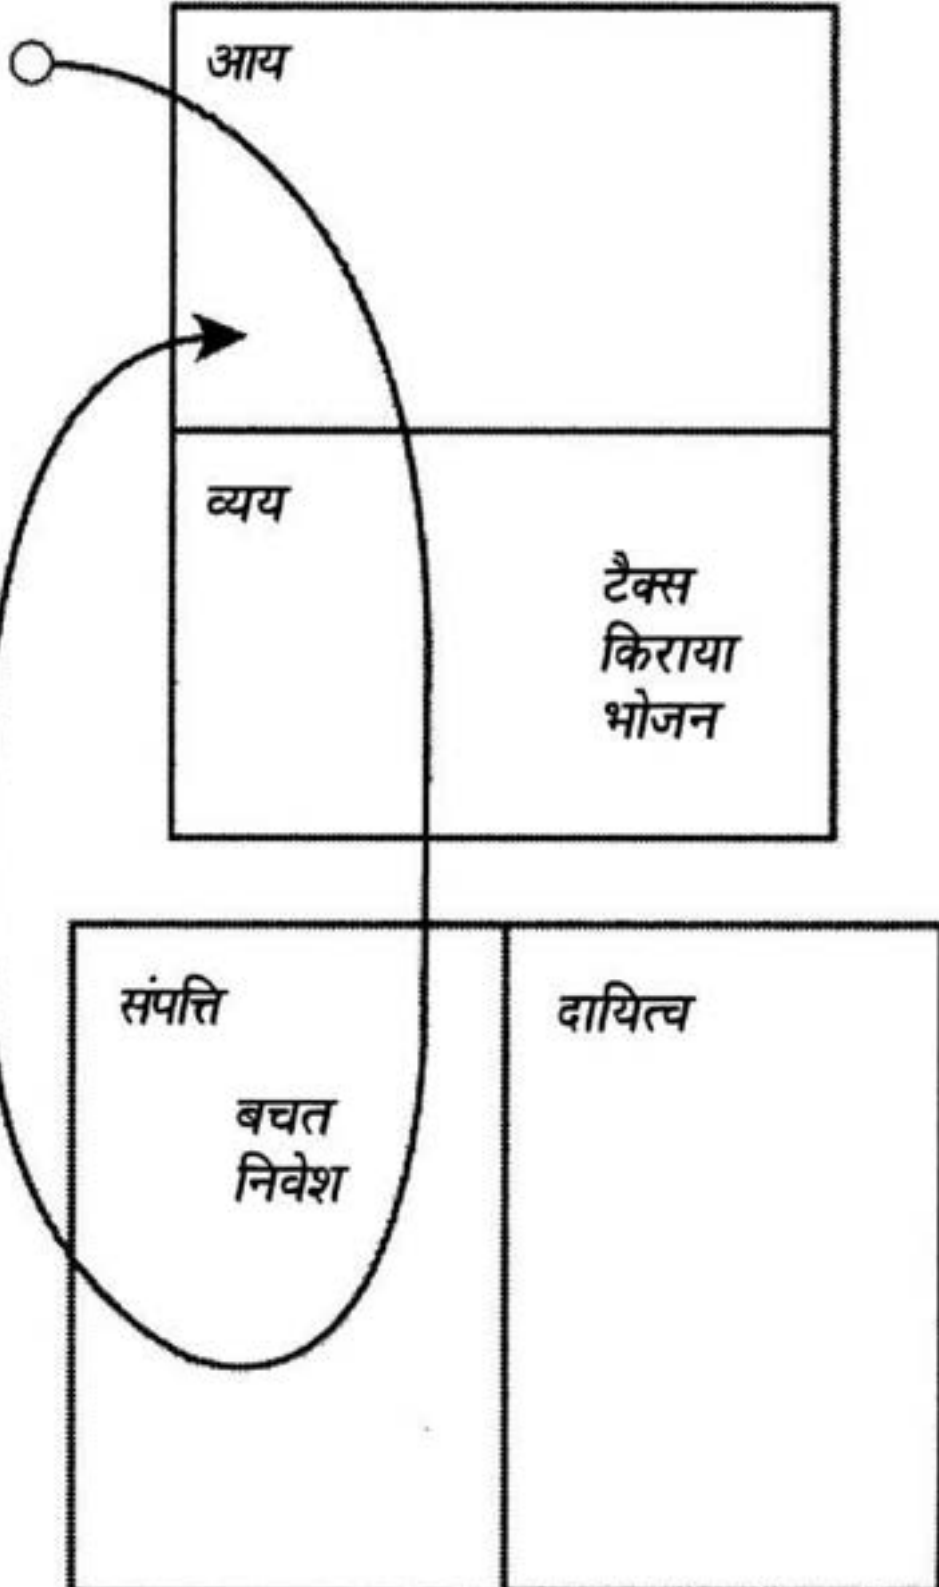 आय
व्यय
टैक्स
किराया
भोजन
संपत्ति
दायित्व
बचत
निवेश